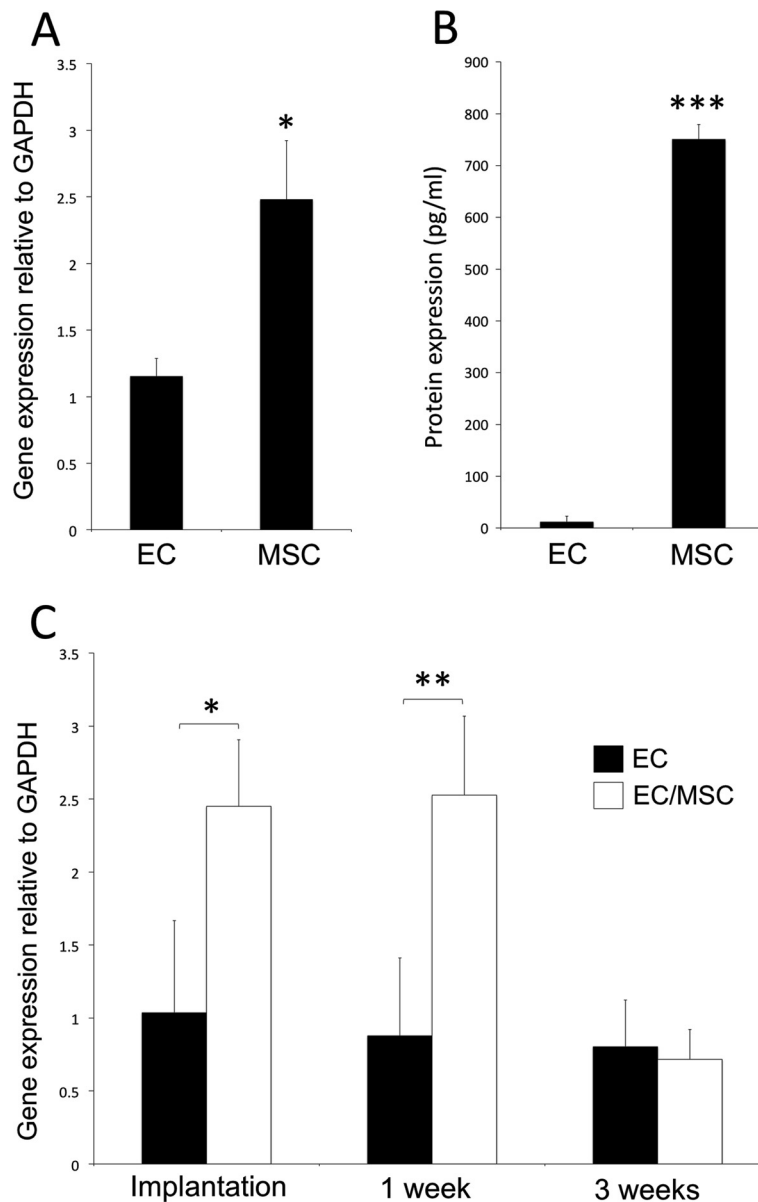 A
Gene expression relative to GAPDH
3.5
3
2.5
2
1.5
1
0.5
0
*
EC MSC
B
Protein expression (pg/ml)
900
800
700
600
500
400
300
200
100
0
***
EC MSC
C
Gene expression relative to GAPDH
3.5
3
2.5
2
1.5
1
0.5
0
*
**
EC
EC/MSC
Implantation 1 week 3 weeks